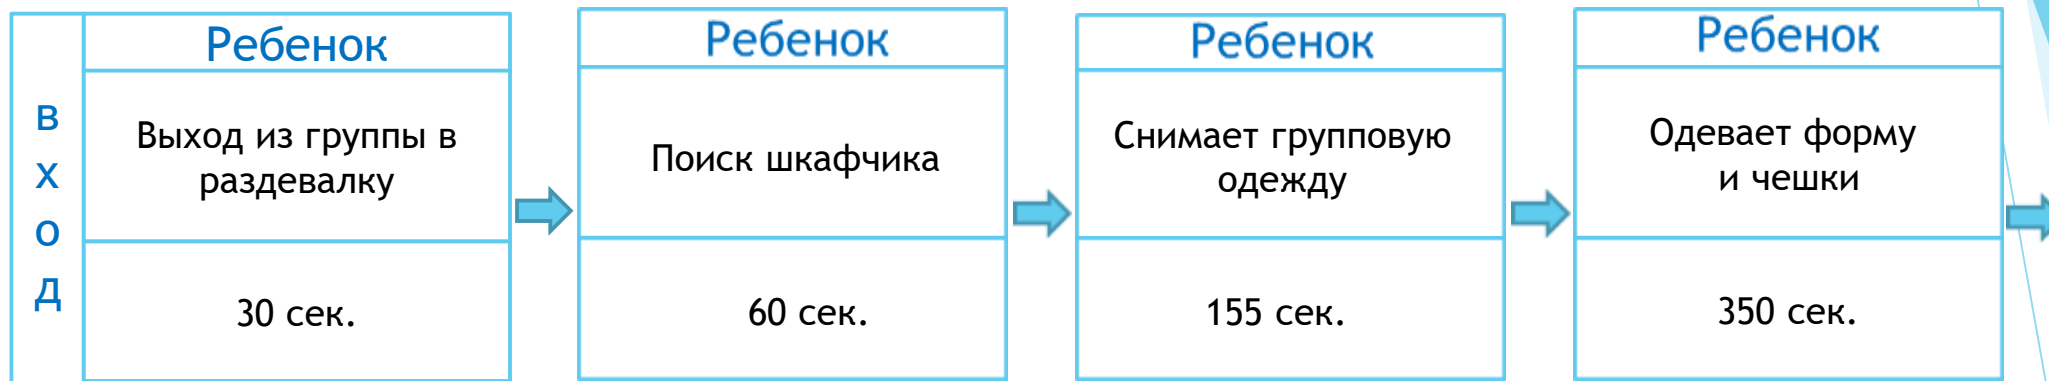 вход
Ребенок
Выход из группы в
раздевалку
30 сек.
Ребенок
Поиск шкафчика
60 сек.
Ребенок
Снимает групповую
одежду
155 сек.
Ребенок
Одевает форму
и чешки
350 сек.